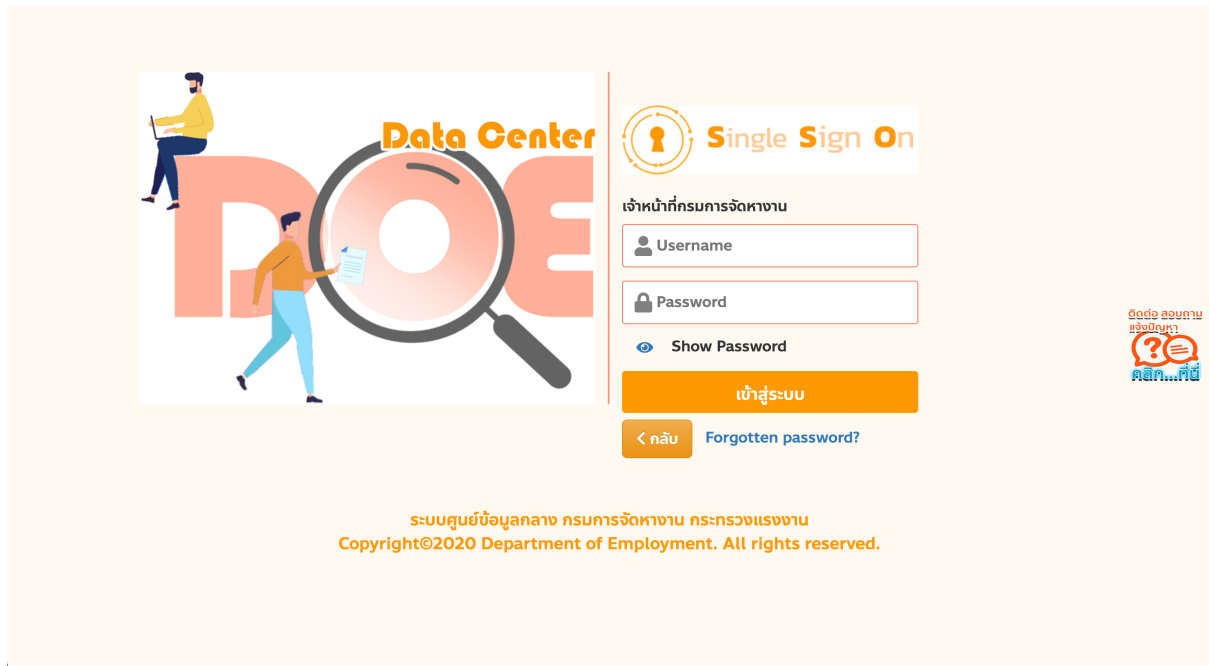 Data Center
DOE
Single Sign On
เจ้าหน้าที่กรมการจัดหางาน
Username
Password
Show Password
เข้าสู่ระบบ
กลับ
Forgotten password?
ติดต่อ สอบถาม
แจ้งปัญหา
คลิก...ที่นี่
ระบบศูนย์ข้อมูลกลาง กรมการจัดหางาน กระทรวงแรงงาน
Copyright©2020 Department of Employment. All rights reserved.